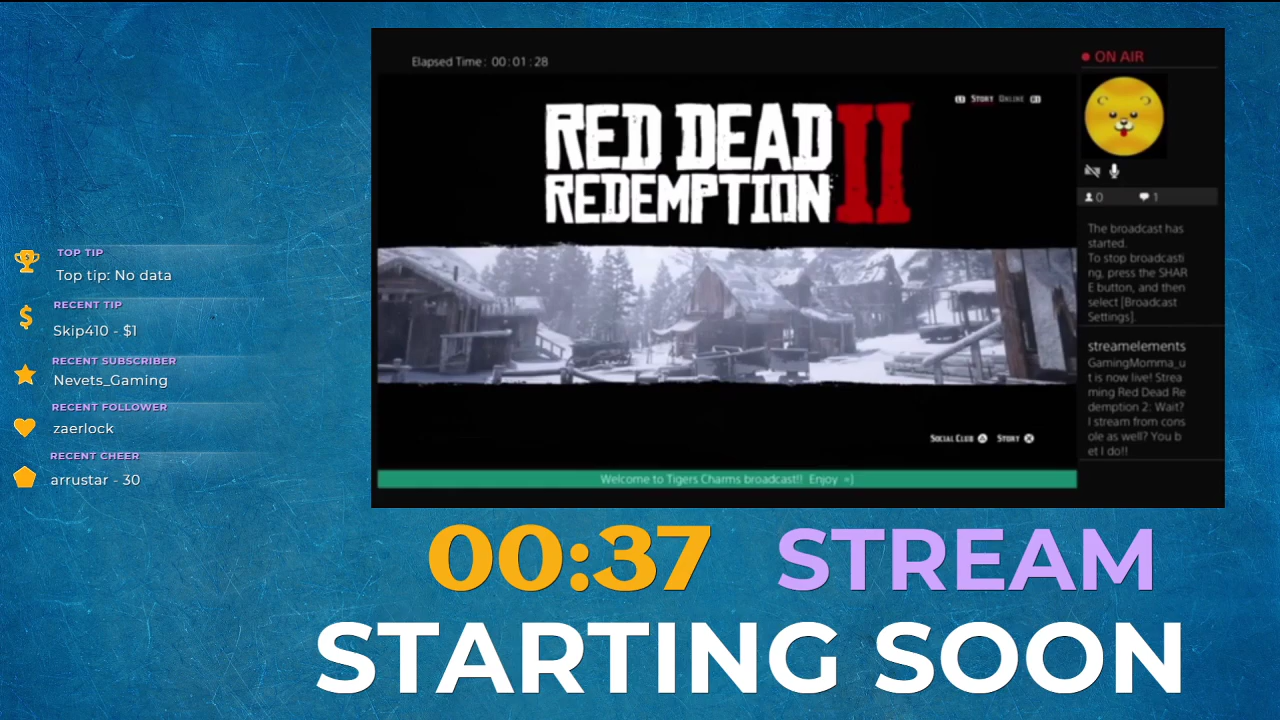 Elapsed Time: 00:01:28
ON AIR
L2 STORY ONLINE R2
RED DEAD
REDEMPTION II
0
1
The broadcast has
started.
To stop broadcasti
ng, press the SHAR
E button, and then
select [Broadcast
Settings].
streamelements
GamingMomma_u
t is now live! Strea
ming Red Dead Re
demption 2: Wait?
I stream from cons
ole as well? You b
et I do!!
SOCIAL CLUB STORY
Welcome to Tigers Charms broadcast!! Enjoy =)
TOP TIP
Top tip: No data
RECENT TIP
Skip410 - $1
RECENT SUBSCRIBER
Nevets_Gaming
RECENT FOLLOWER
zaerlock
RECENT CHEER
arrustar - 30
00:37 STREAM
STARTING SOON